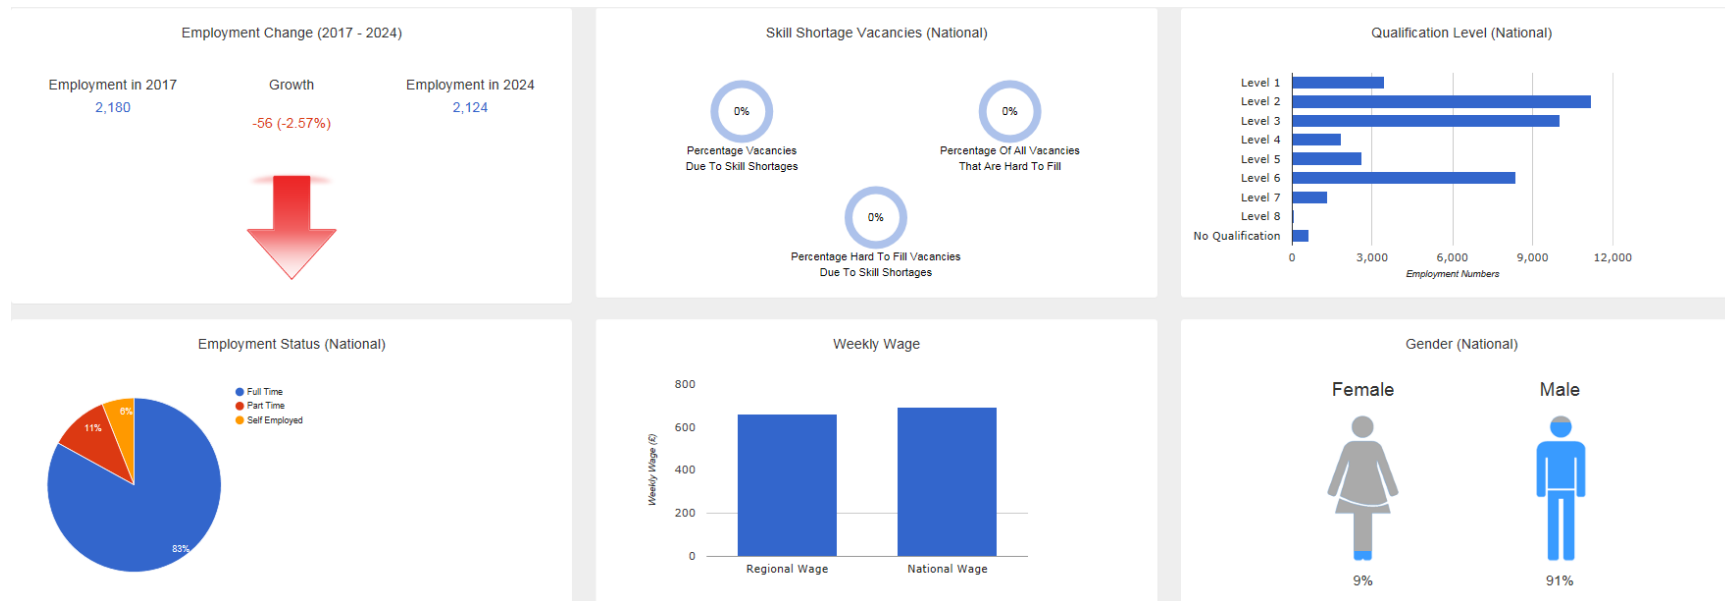 Employment Change (2017 - 2024)
Employment in 2017
Growth
Employment in 2024
2,180
-56 (-2.57%)
2,124
Skill Shortage Vacancies (National)
0%
Percentage Vacancies
Due To Skill Shortages
0%
Percentage Of All Vacancies
That Are Hard To Fill
0%
Percentage Hard To Fill Vacancies
Due To Skill Shortages
Qualification Level (National)
Level 1
Level 2
Level 3
Level 4
Level 5
Level 6
Level 7
Level 8
No Qualification
0 3,000 6,000 9,000 12,000
Employment Numbers
Employment Status (National)
Full Time
Part Time
Self Employed
6%
11%
83%
Weekly Wage
800
600
400
200
0
Weekly Wage (£)
Regional Wage
National Wage
Gender (National)
Female
Male
9%
91%